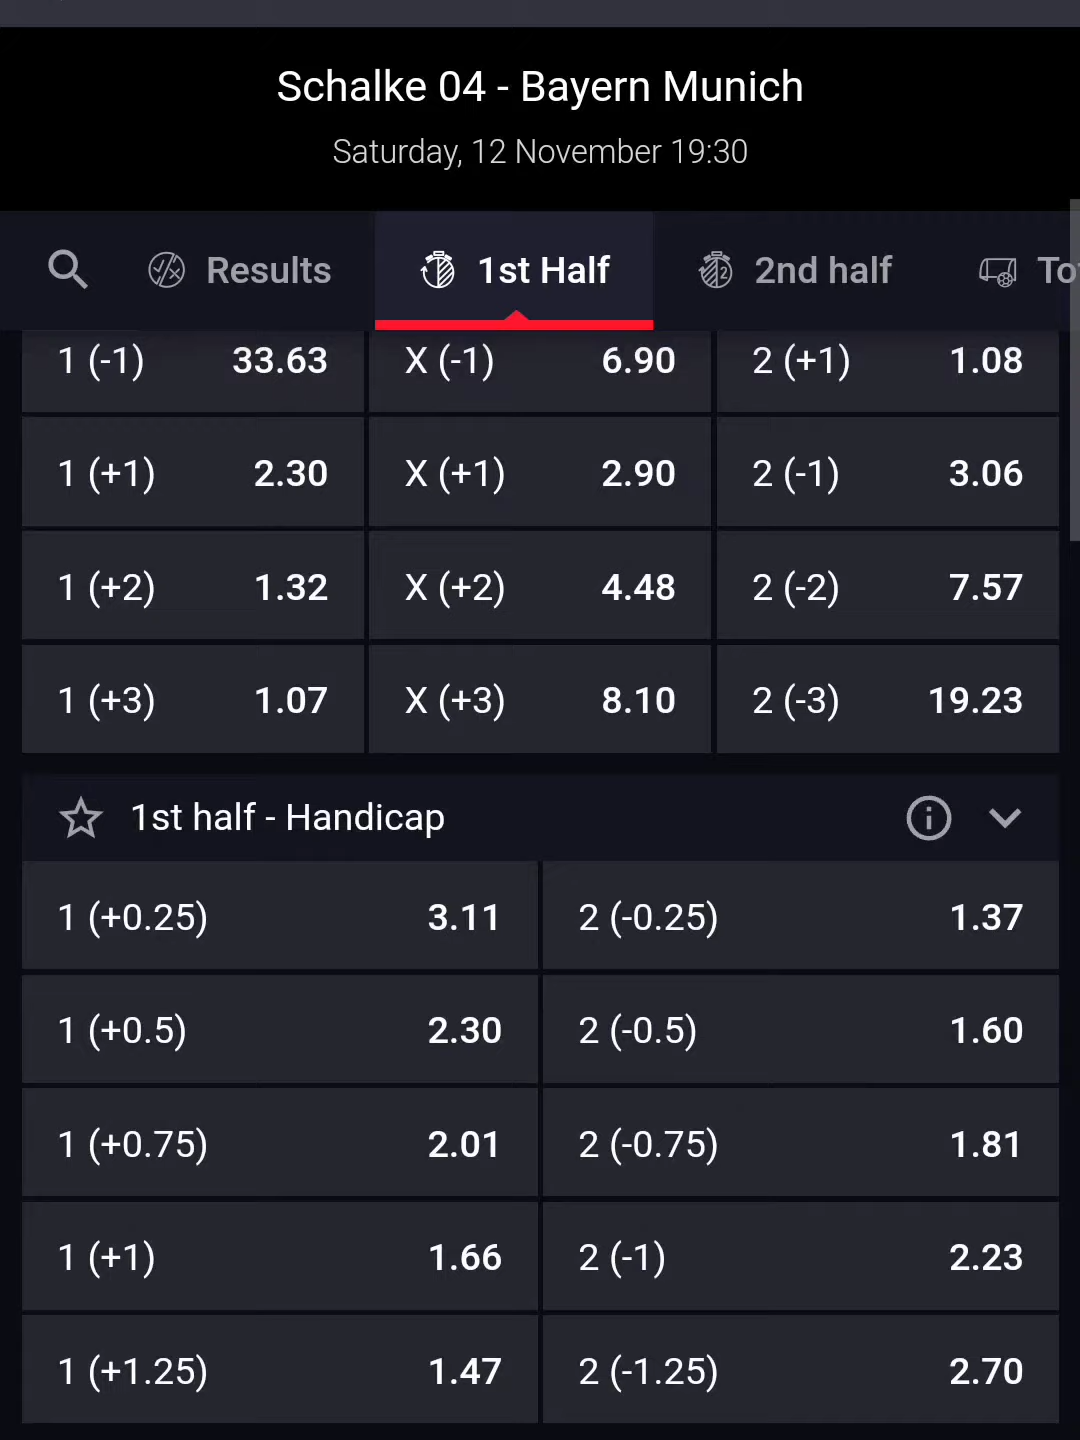 Schalke 04 - Bayern Munich
Saturday, 12 November 19:30
Results 1st Half 2nd half To
1 (-1) 33.63 X (-1) 6.90 2 (+1) 1.08
1 (+1) 2.30 X (+1) 2.90 2 (-1) 3.06
1 (+2) 1.32 X (+2) 4.48 2 (-2) 7.57
1 (+3) 1.07 X (+3) 8.10 2 (-3) 19.23
1st half - Handicap
1 (+0.25) 3.11 2 (-0.25) 1.37
1 (+0.5) 2.30 2 (-0.5) 1.60
1 (+0.75) 2.01 2 (-0.75) 1.81
1 (+1) 1.66 2 (-1) 2.23
1 (+1.25) 1.47 2 (-1.25) 2.70